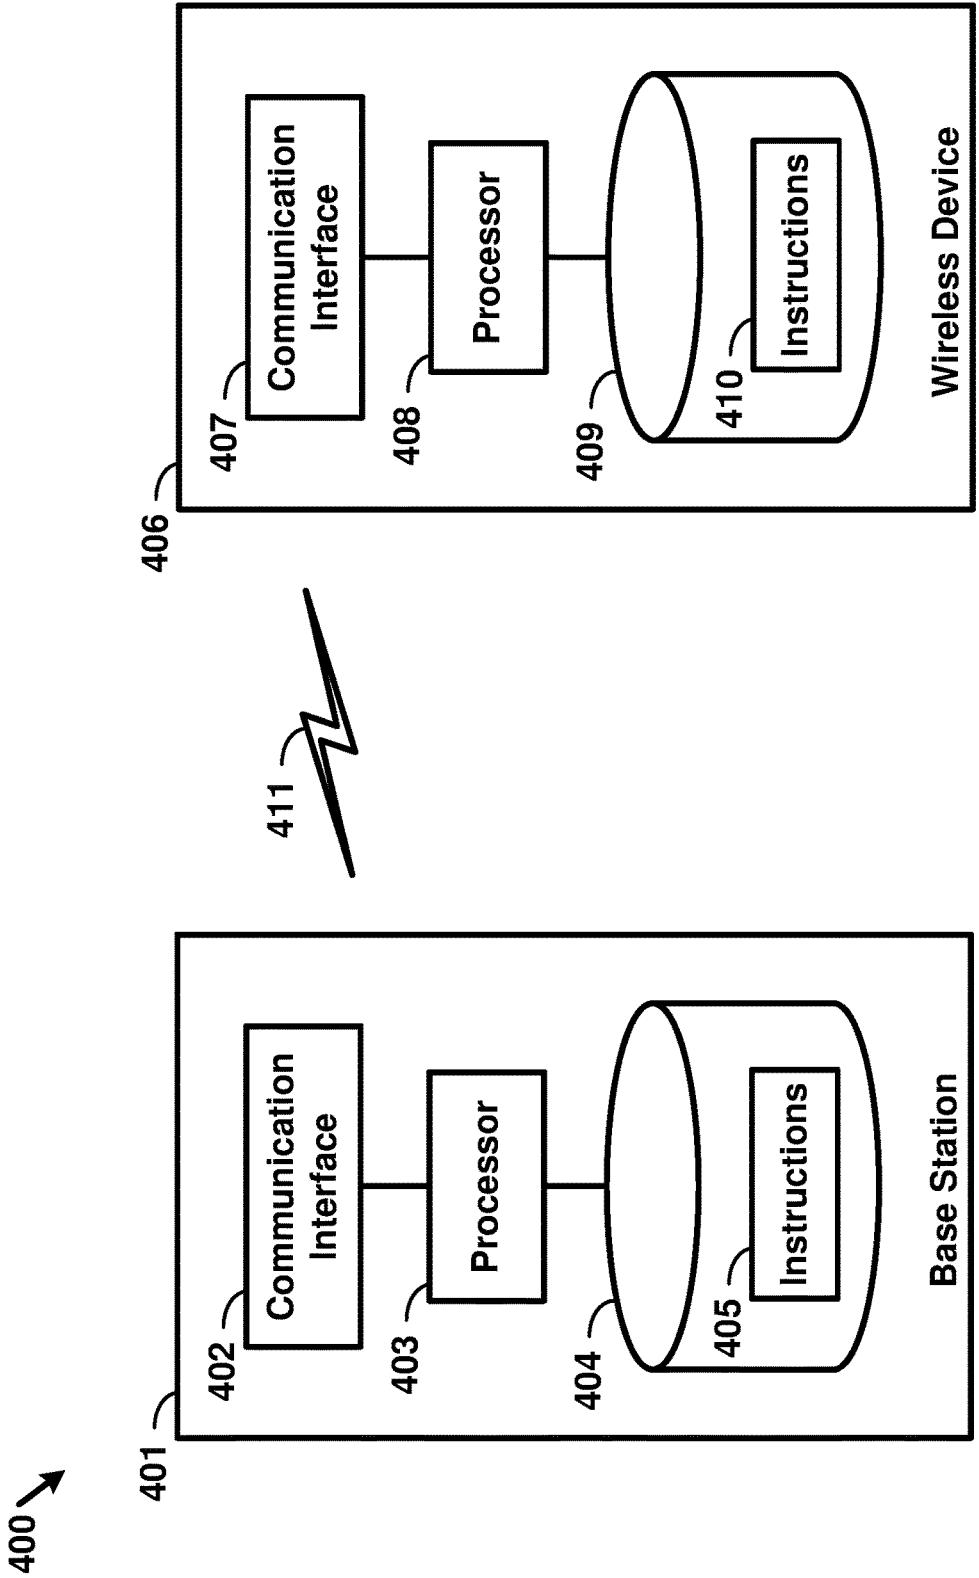 400
401
402
Communication
Interface
403
Processor
404
405
Instructions
Base Station
411
406
407
Communication
Interface
408
Processor
409
410
Instructions
Wireless Device